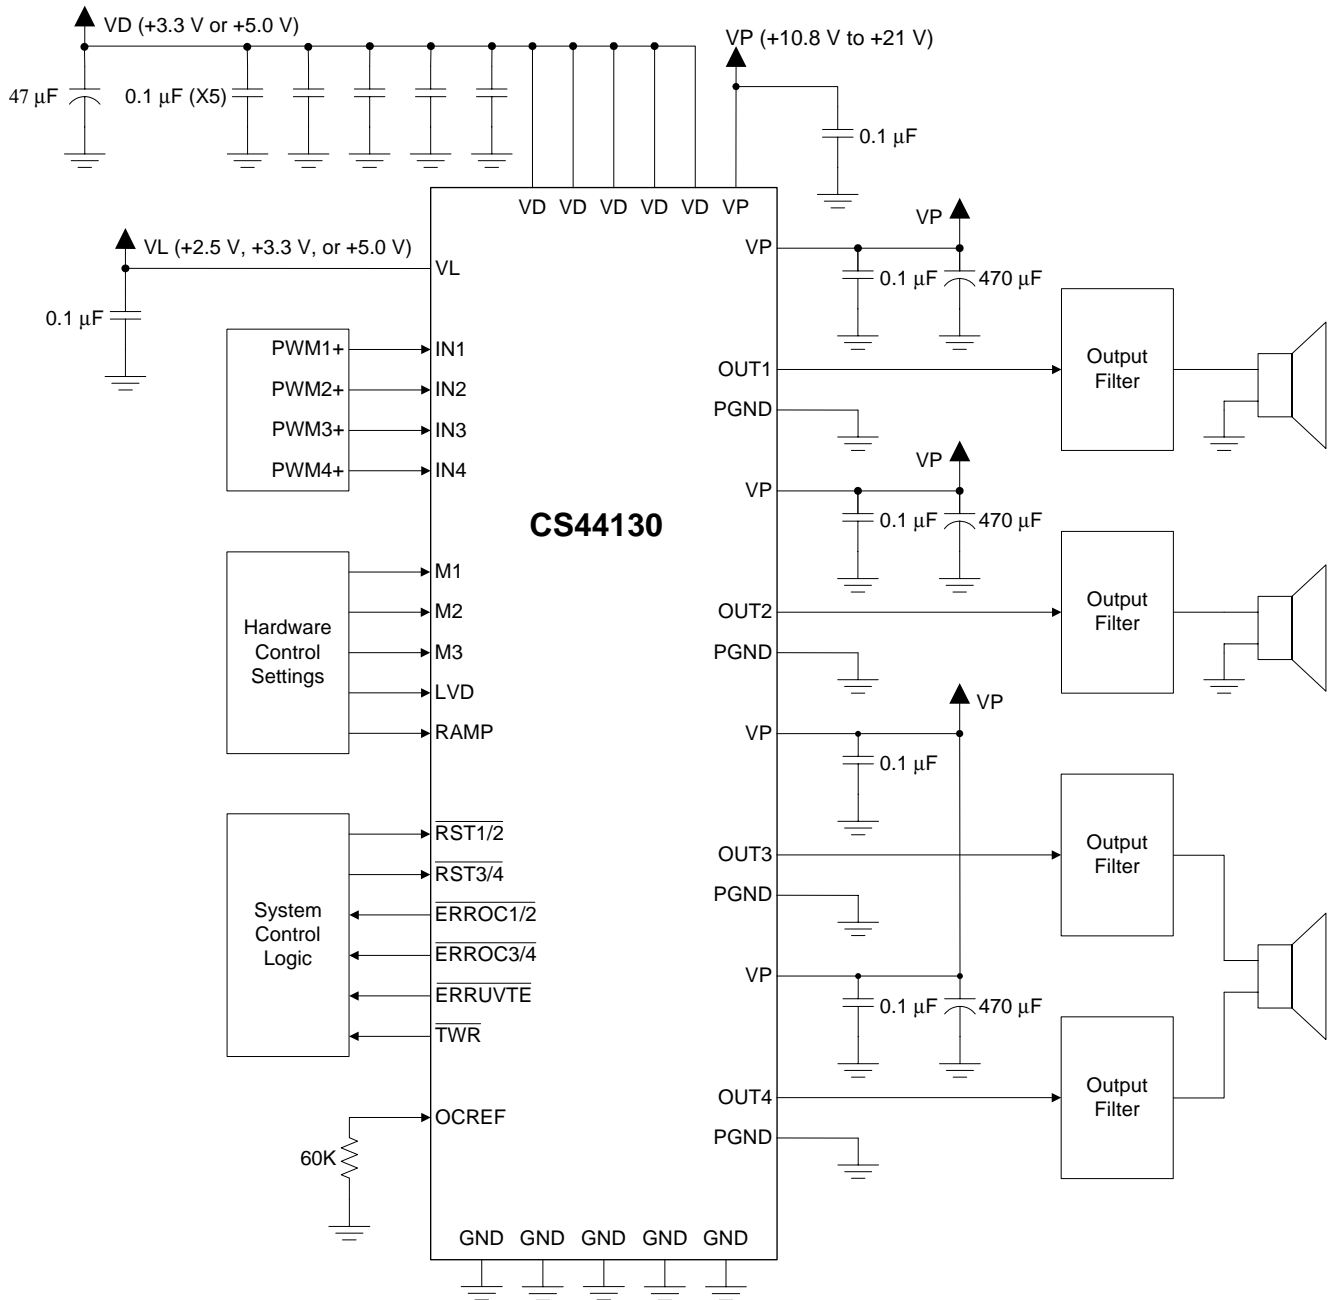 VD (+3.3 V or +5.0 V)
VP (+10.8 V to +21 V)
47 µF
0.1 µF (X5)
0.1 µF
VD VD VD VD VD VP
VP
VL (+2.5 V, +3.3 V, or +5.0 V)
VP
VL
0.1 µF
470 µF
0.1 µF
PWM1+
IN1
OUT1
Output
Filter
PWM2+
IN2
PGND
PWM3+
IN3
VP
PWM4+
IN4
VP
CS44130
0.1 µF
470 µF
M1
Output
Filter
M2
OUT2
Hardware
Control
Settings
M3
PGND
LVD
VP
RAMP
VP
0.1 µF
RST1/2
OUT3
Output
Filter
RST3/4
PGND
System
Control
Logic
ERROC1/2
ERROC3/4
VP
ERRUVTE
0.1 µF
470 µF
TWR
OUT4
Output
Filter
OCREF
PGND
60K
GND GND GND GND GND